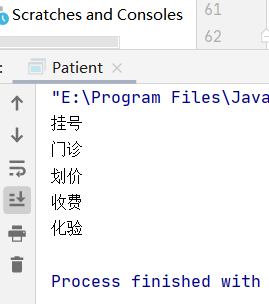 Scratches and Consoles
61
62
: Patient ×
"E:\Program Files\Java
挂号
门诊
划价
收费
化验
Process finished with